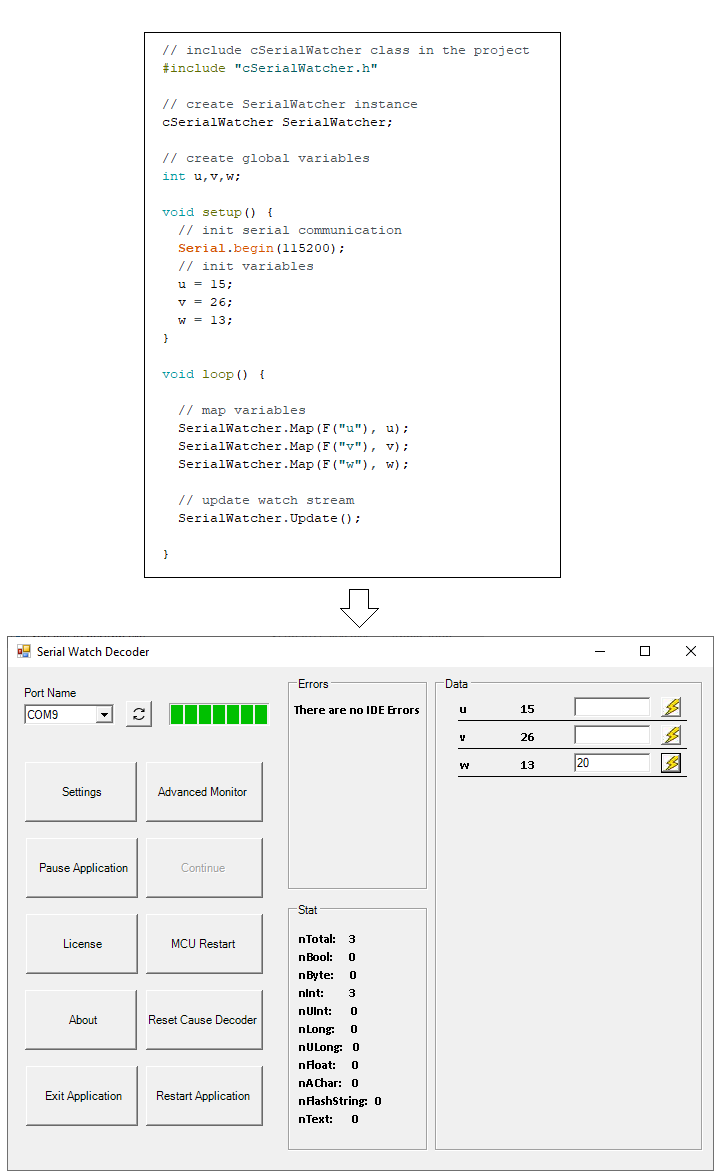 // include cSerialWatcher class in the project
#include "cSerialWatcher.h"
// create SerialWatcher instance
cSerialWatcher SerialWatcher;
// create global variables
int u,v,w;
void setup() {
// init serial communication
Serial.begin(115200);
// init variables
u = 15;
v = 26;
w = 13;
}
void loop() {
// map variables
SerialWatcher.Map(F("u"), u);
SerialWatcher.Map(F("v"), v);
SerialWatcher.Map(F("w"), w);
// update watch stream
SerialWatcher.Update();
}
Serial Watch Decoder
Port Name
COM9
Settings
Advanced Monitor
Pause Application
Continue
License
MCU Restart
About
Reset Cause Decoder
Exit Application
Restart Application
Errors
There are no IDE Errors
Stat
nTotal: 3
nBool: 0
nByte: 0
nInt: 3
nUInt: 0
nLong: 0
nULong: 0
nFloat: 0
nAChar: 0
nFlashString: 0
nText: 0
Data
u 15
v 26
w 13 20